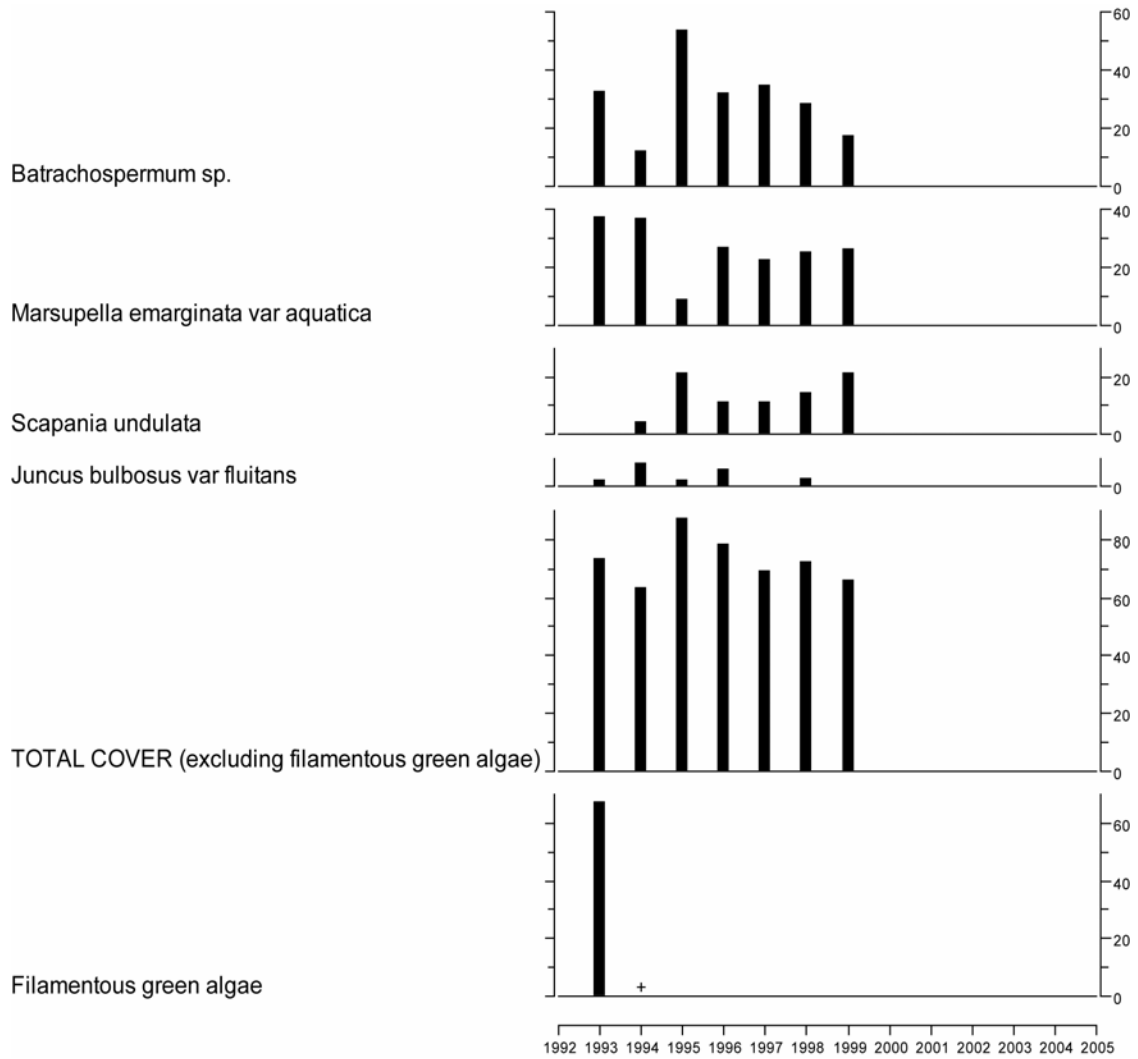 60
40
20
Batrachospermum sp.
0
40
20
Marsupella emarginata var aquatica
0
20
Scapania undulata
0
Juncus bulbosus var fluitans
0
80
60
40
20
TOTAL COVER (excluding filamentous green algae)
0
60
40
20
Filamentous green algae
+
0
1992 1993 1994 1995 1996 1997 1998 1999 2000 2001 2002 2003 2004 2005